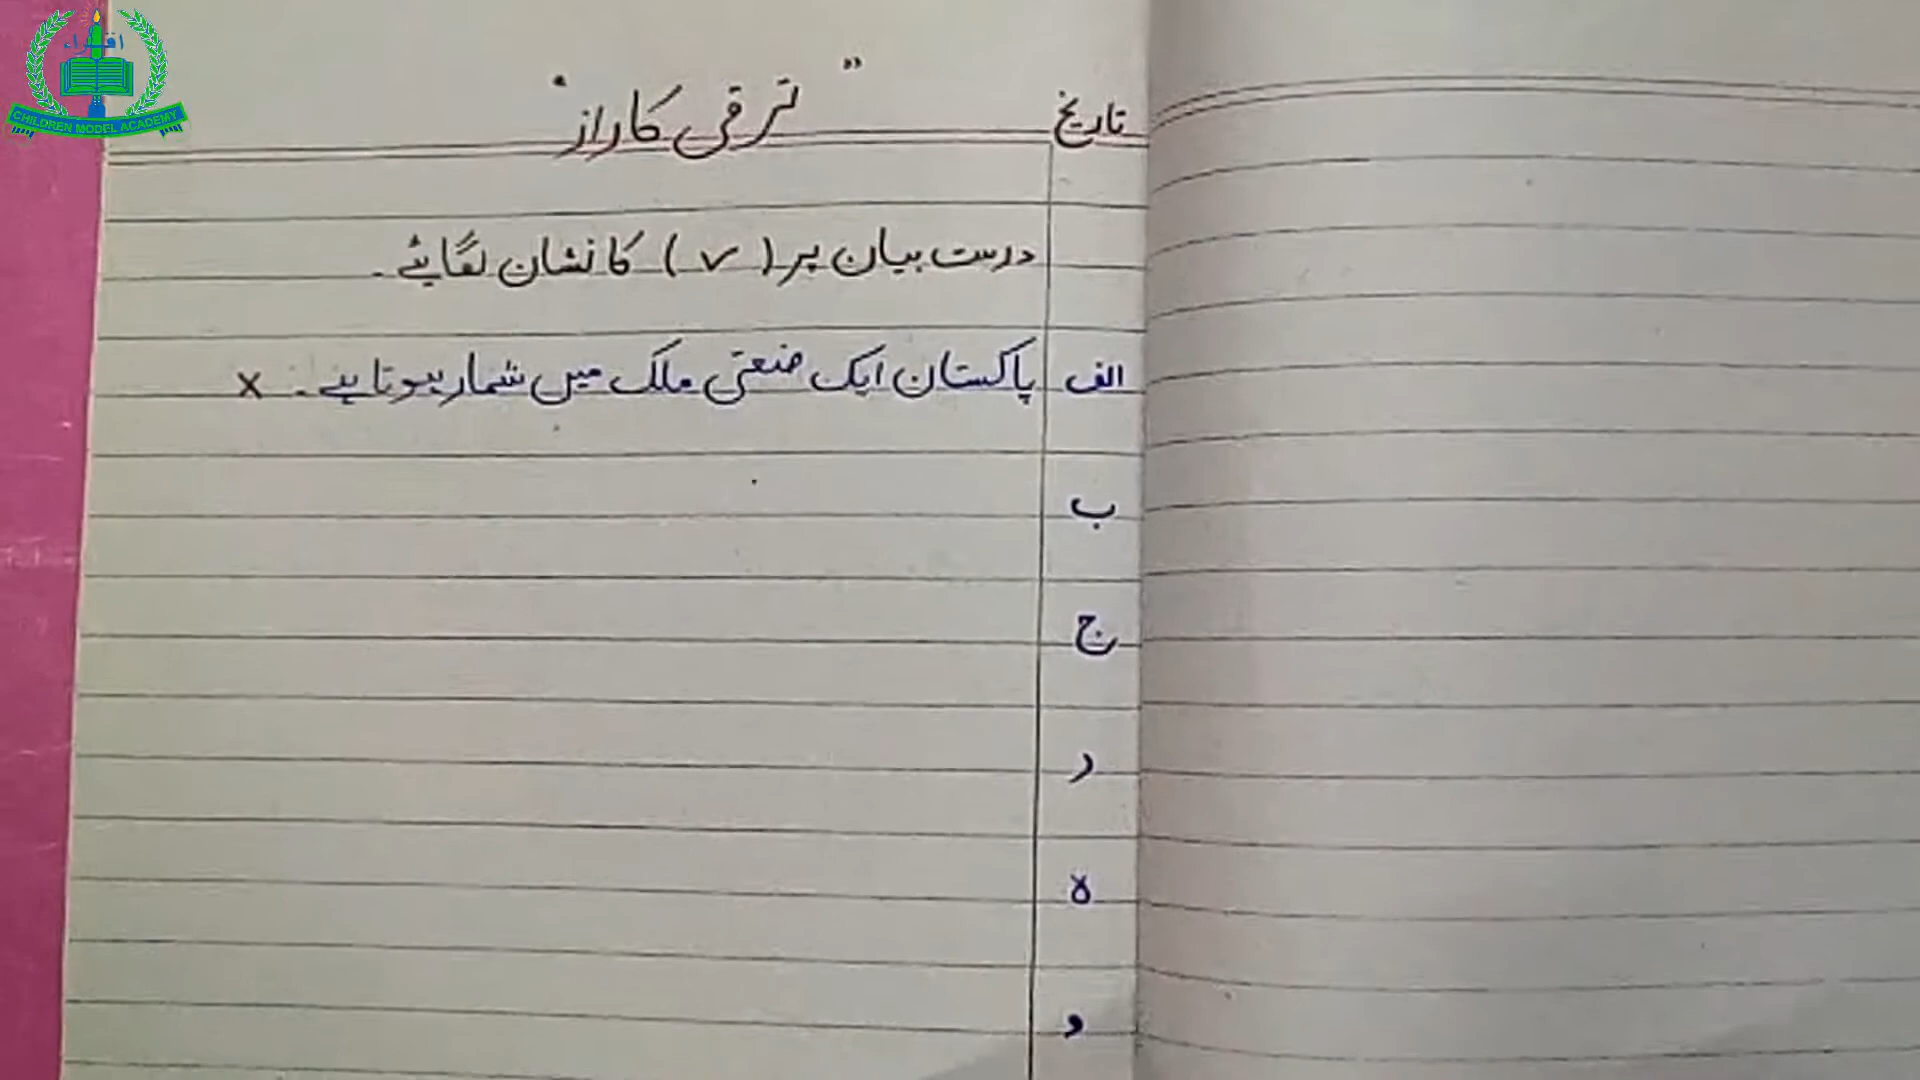 اقراء
CHILDREN MODEL ACADEMY
تاریخ
"ترقی کا راز"
درست بیان پر (✓) کا نشان لگائیے۔
الف پاکستان ایک صنعتی ملک میں شمار ہوتا ہے۔ ×
ب
ج
د
ہ
و